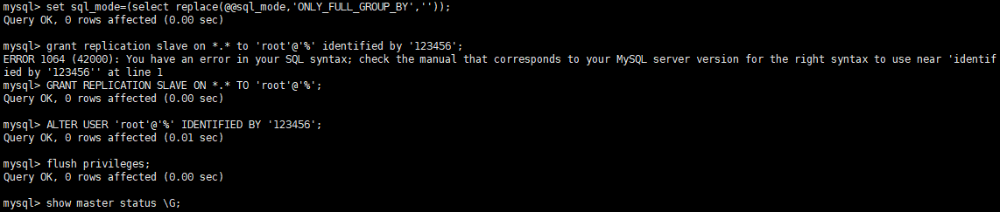 mysql> set sql_mode=(select replace(@@sql_mode,'ONLY_FULL_GROUP_BY',''));
Query OK, 0 rows affected (0.00 sec)
mysql> grant replication slave on *.* to 'root'@'%' identified by '123456';
ERROR 1064 (42000): You have an error in your SQL syntax; check the manual that corresponds to your MySQL server version for the right syntax to use near 'identif
ied by '123456'' at line 1
mysql> GRANT REPLICATION SLAVE ON *.* TO 'root'@'%';
Query OK, 0 rows affected (0.00 sec)
mysql> ALTER USER 'root'@'%' IDENTIFIED BY '123456';
Query OK, 0 rows affected (0.01 sec)
mysql> flush privileges;
Query OK, 0 rows affected (0.00 sec)
mysql> show master status \G;